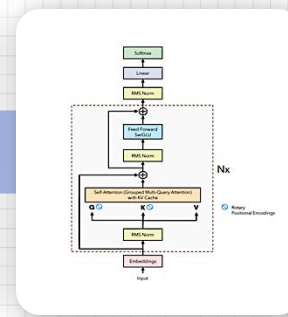 Softmax
Linear
RMS Norm
Feed Forward
SwiGLU
RMS Norm
Nx
Self-Attention (Grouped Multi-Query Attention)
with KV Cache
Q
K
V
Rotary
Positional Encodings
RMS Norm
Embeddings
Input